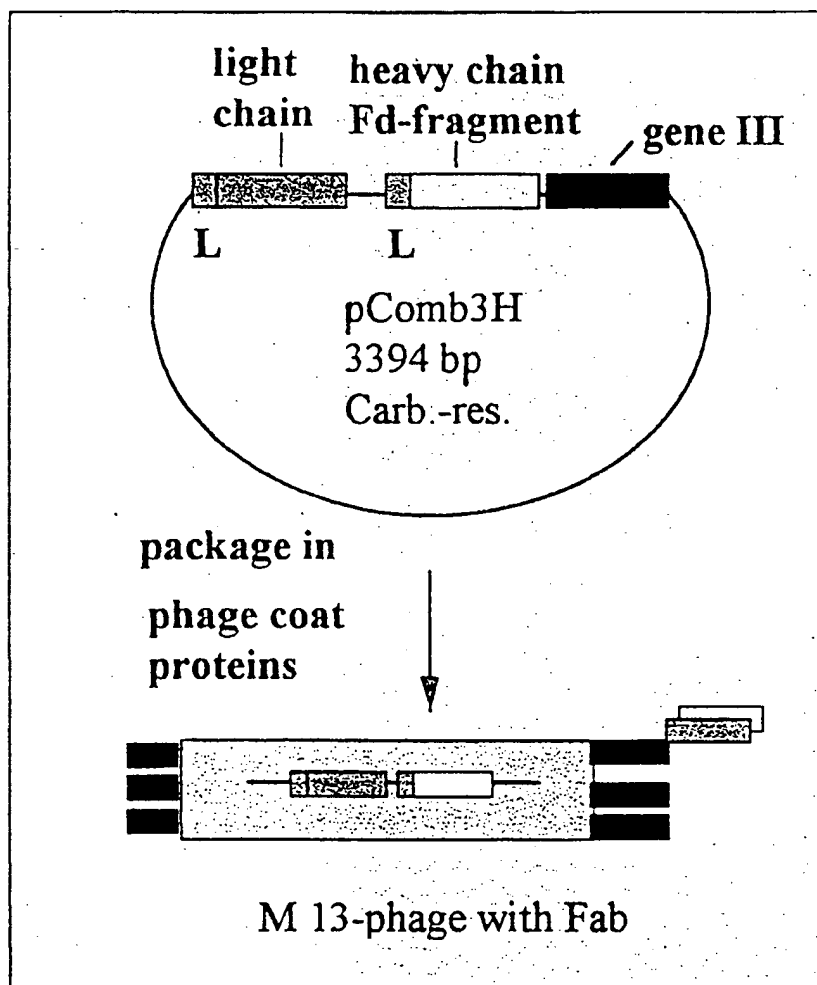 light
chain
heavy chain
Fd-fragment
gene III
L
L
pComb3H
3394 bp
Carb.-res.
package in
phage coat
proteins
M 13-phage with Fab